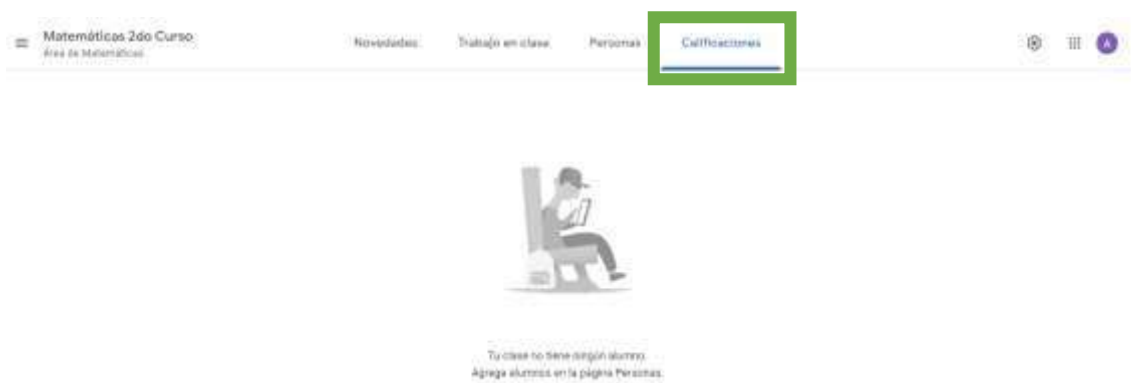 Matemáticas 2do Curso
Área de Matemáticas
Novedades
Trabajo en clase
Personas
Calificaciones
A
Tu clase no tiene ningún alumno.
Agrega alumnos en la página Personas.